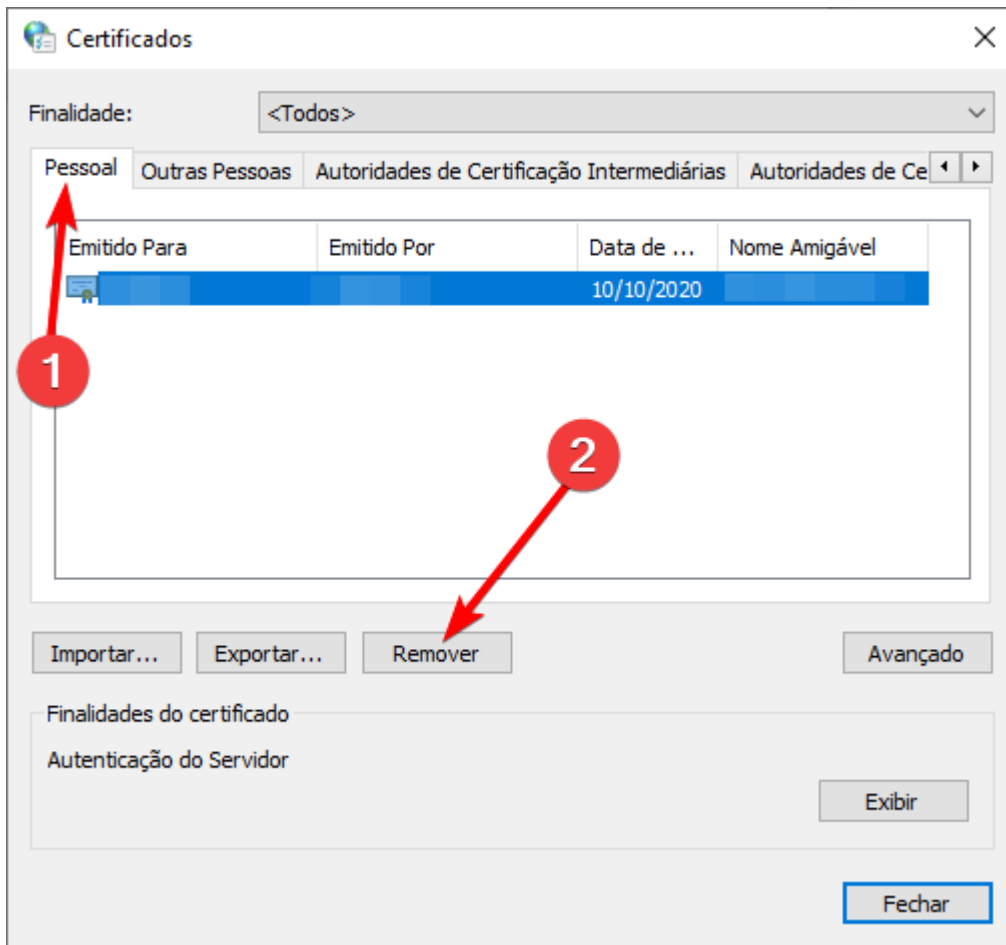 Certificados
Finalidade: <Todos>
Pessoal Outras Pessoas Autoridades de Certificação Intermediárias Autoridades de Ce
Emitido Para Emitido Por Data de ... Nome Amigável
10/10/2020
1
2
Importar... Exportar... Remover Avançado
Finalidades do certificado
Autenticação do Servidor
Exibir
Fechar